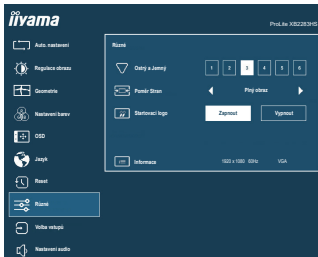 iiyama
ProLite XB2283HS
Auto. nastavení
Regulace obrazu
Geometrie
Nastavení barev
OSD
Jazyk
Reset
Různé
Volba vstupů
Nastavení audio
Různé
Ostrý a Jemný
1 2 3 4 5 6
Poměr Stran
Plný obraz
Startovací logo
Zapnout
Vypnout
Informace
1920 x 1080 60Hz VGA